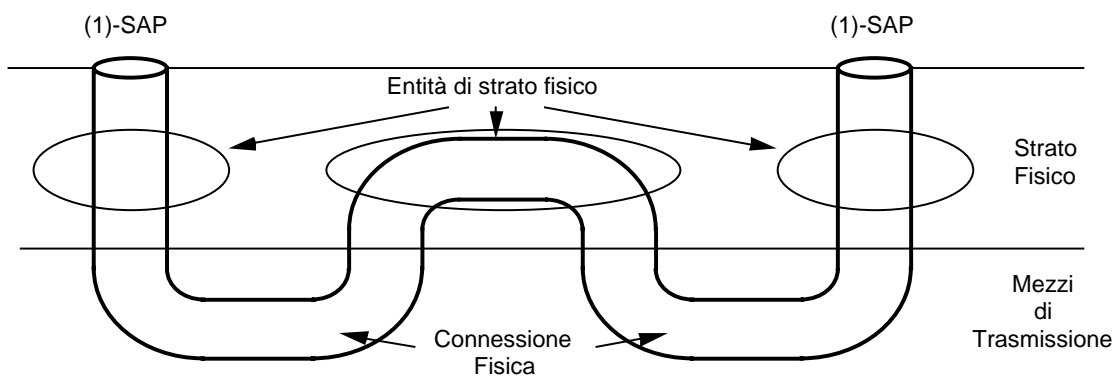 (1)-SAP
(1)-SAP
Entità di strato fisico
Strato
Fisico
Mezzi
di
Trasmissione
Connessione
Fisica